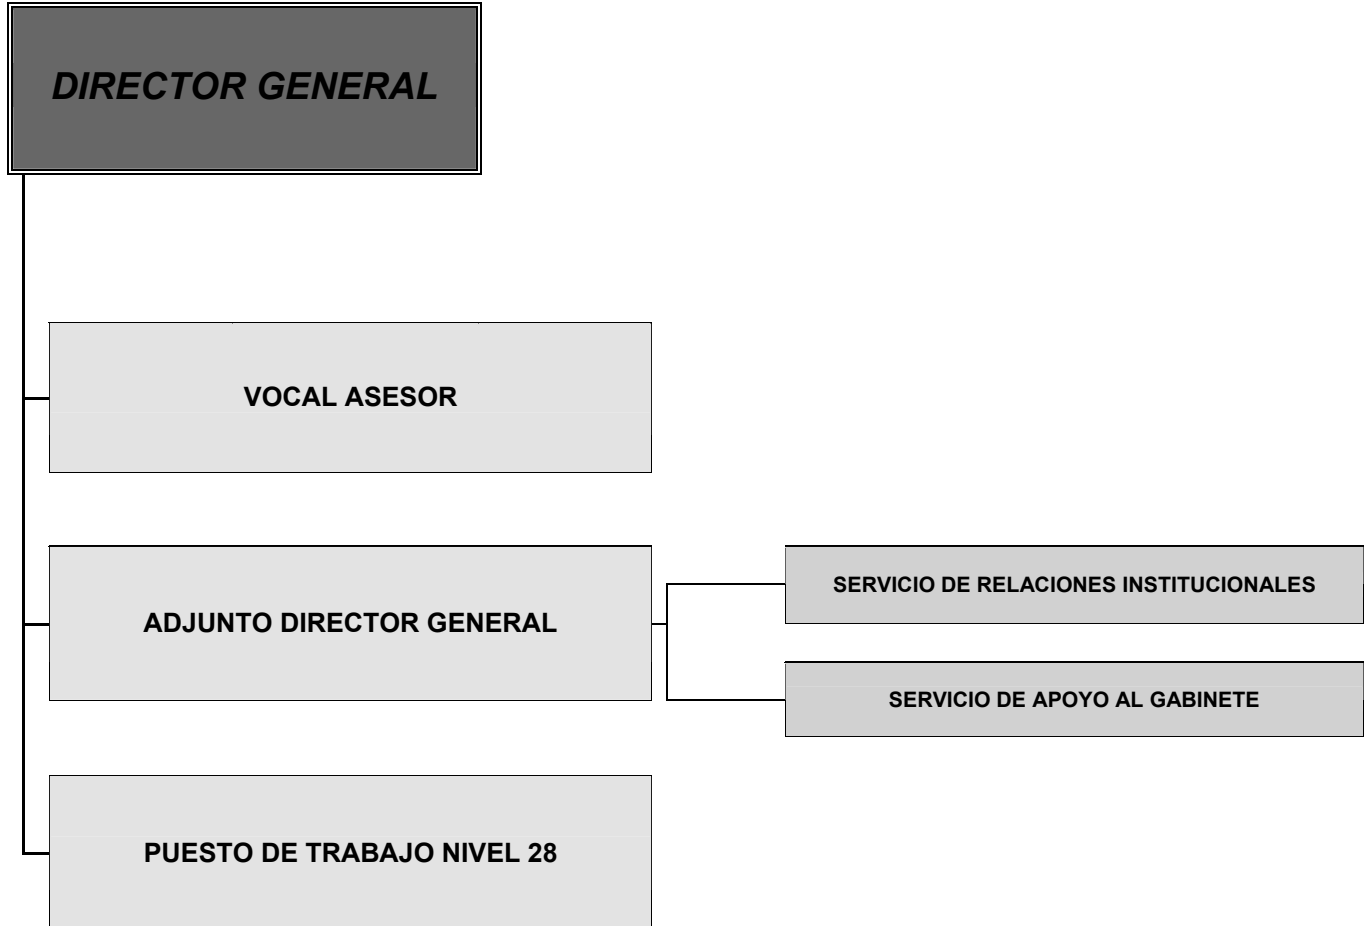 DIRECTOR GENERAL
VOCAL ASESOR
ADJUNTO DIRECTOR GENERAL
SERVICIO DE RELACIONES INSTITUCIONALES
SERVICIO DE APOYO AL GABINETE
PUESTO DE TRABAJO NIVEL 28